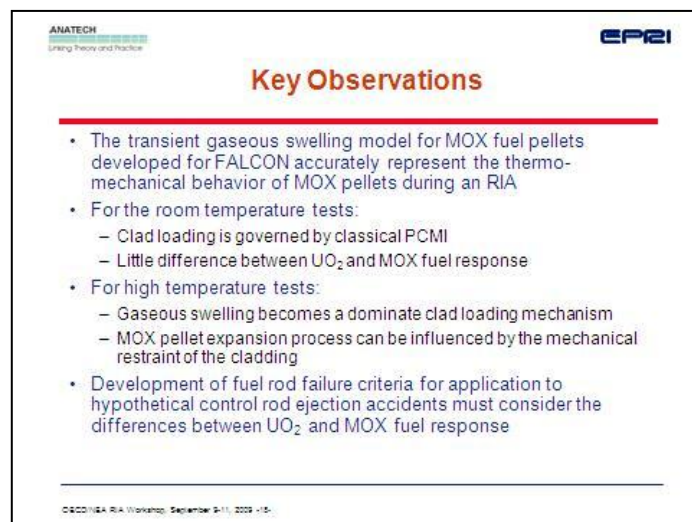 ANATECH
Linking Theory and Practice
EPRI
Key Observations
• The transient gaseous swelling model for MOX fuel pellets
developed for FALCON accurately represent the thermo-
mechanical behavior of MOX pellets during an RIA
• For the room temperature tests:
– Clad loading is governed by classical PCMI
– Little difference between UO₂ and MOX fuel response
• For high temperature tests:
– Gaseous swelling becomes a dominate clad loading mechanism
– MOX pellet expansion process can be influenced by the mechanical
restraint of the cladding
• Development of fuel rod failure criteria for application to
hypothetical control rod ejection accidents must consider the
differences between UO₂ and MOX fuel response
OECD/NEA RIA Workshop, September 9-11, 2009 -15-